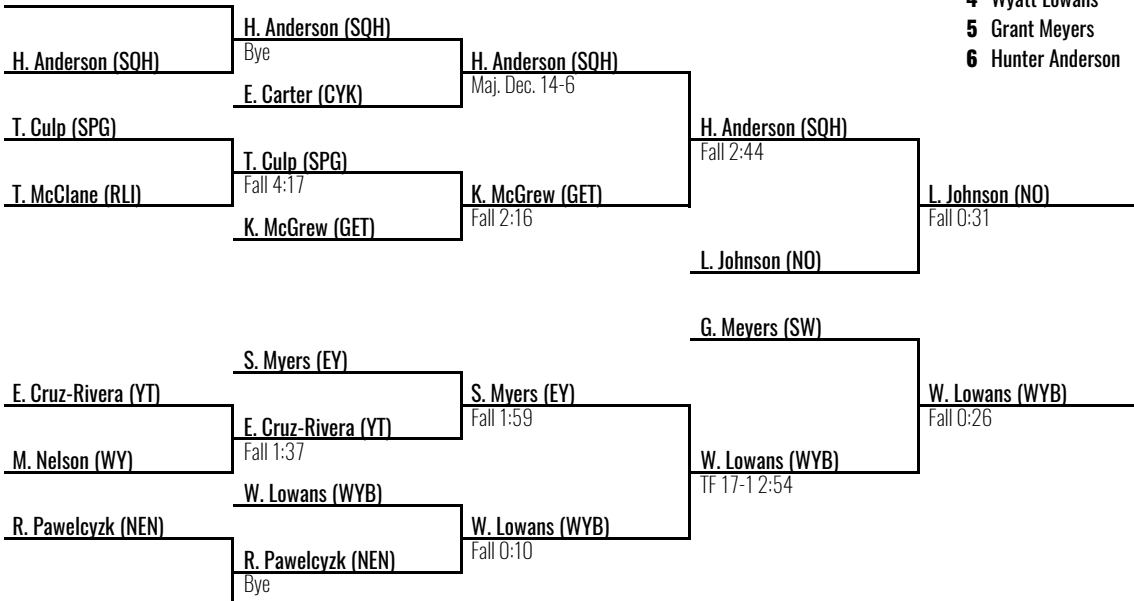 4 Wyatt Lowans
5 Grant Meyers
6 Hunter Anderson
H. Anderson (SQH)
H. Anderson (SQH)
Bye
E. Carter (CYK)
H. Anderson (SQH)
Maj. Dec. 14-6
T. Culp (SPG)
T. McClane (RLI)
T. Culp (SPG)
Fall 4:17
K. McGrew (GET)
K. McGrew (GET)
Fall 2:16
H. Anderson (SQH)
Fall 2:44
L. Johnson (NO)
L. Johnson (NO)
Fall 0:31
G. Meyers (SW)
S. Myers (EY)
E. Cruz-Rivera (YT)
M. Nelson (WY)
E. Cruz-Rivera (YT)
Fall 1:37
S. Myers (EY)
Fall 1:59
W. Lowans (WYB)
R. Pawelcyzk (NEN)
R. Pawelcyzk (NEN)
Bye
W. Lowans (WYB)
Fall 0:10
W. Lowans (WYB)
TF 17-1 2:54
W. Lowans (WYB)
Fall 0:26